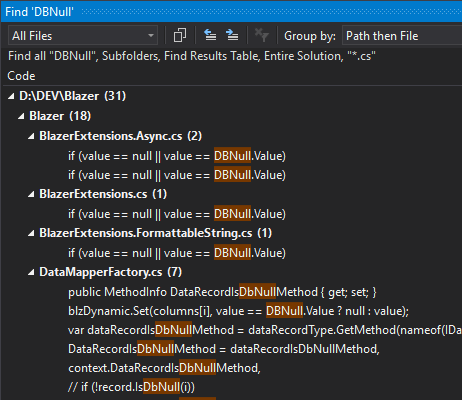 Find 'DBNull'
All Files Group by: Path then File
Find all "DBNull", Subfolders, Find Results Table, Entire Solution, "*.cs"
Code
D:\DEV\Blazer (31)
Blazer (18)
BlazerExtensions.Async.cs (2)
if (value == null || value == DBNull.Value)
if (value == null || value == DBNull.Value)
BlazerExtensions.cs (1)
if (value == null || value == DBNull.Value)
BlazerExtensions.FormattableString.cs (1)
if (value == null || value == DBNull.Value)
DataMapperFactory.cs (7)
public MethodInfo DataRecordIsDbNullMethod { get; set; }
blzDynamic.Set(columns[i], value == DBNull.Value ? null : value);
var dataRecordIsDbNullMethod = dataRecordType.GetMethod(nameof(IDa
DataRecordIsDbNullMethod = dataRecordIsDbNullMethod,
context.DataRecordIsDbNullMethod,
// if (!record.IsDbNull(i))